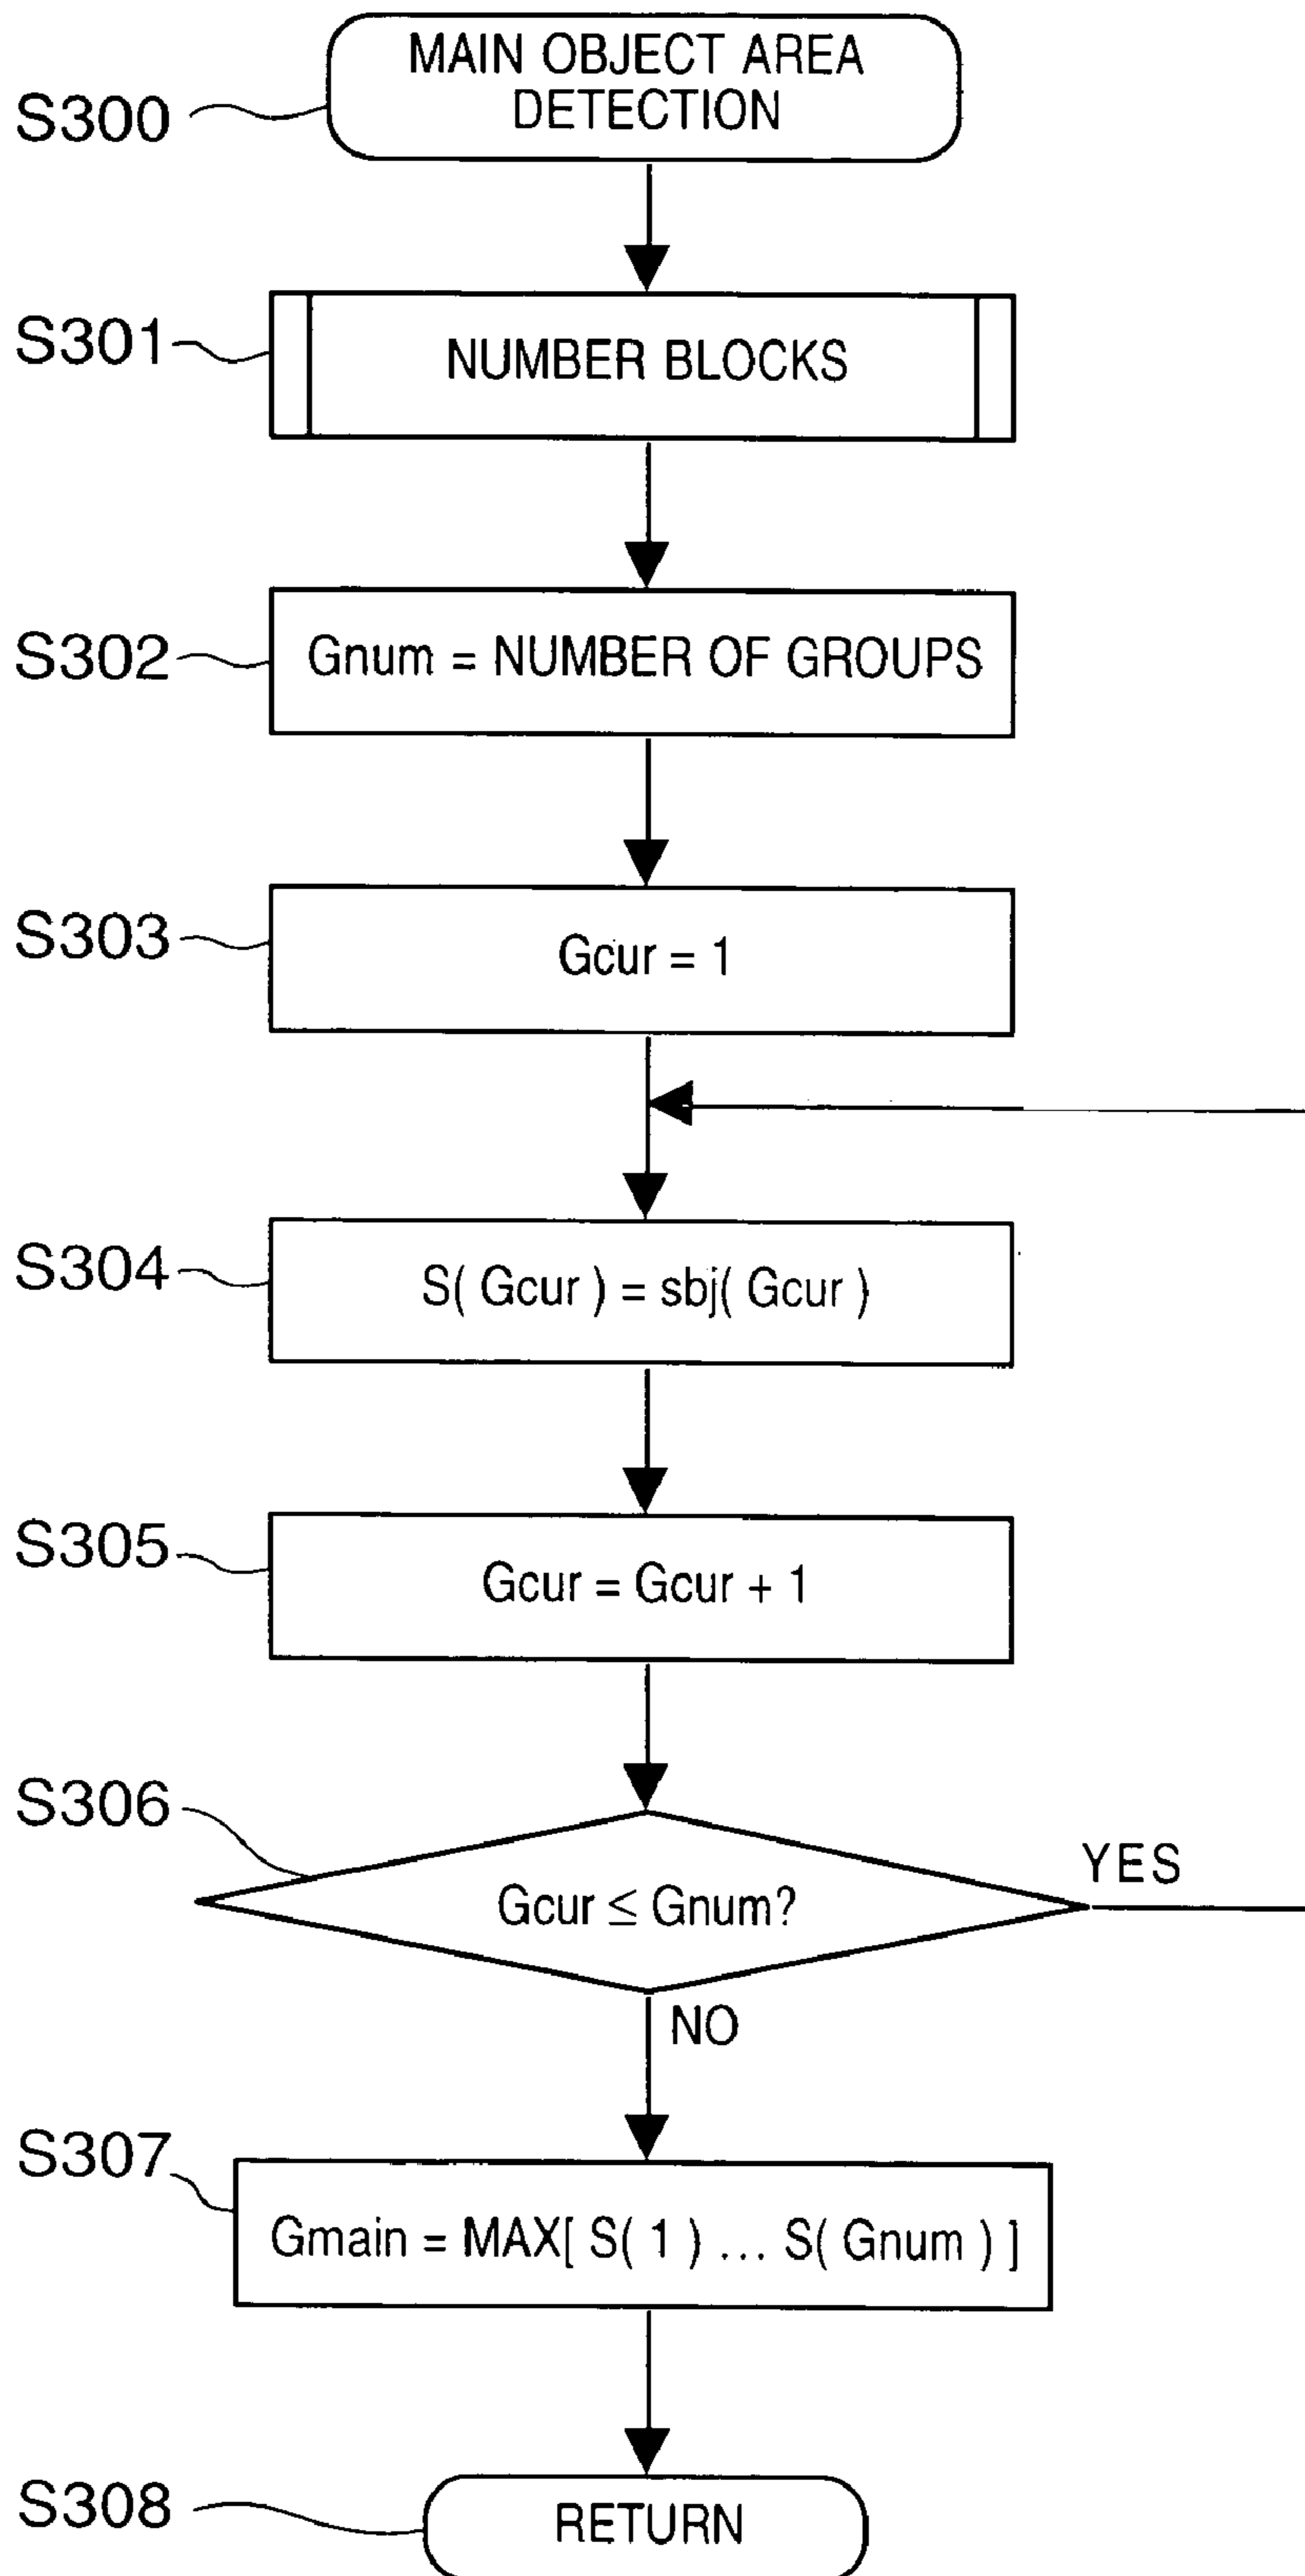 MAIN OBJECT AREA
DETECTION
S300
S301
NUMBER BLOCKS
S302
Gnum = NUMBER OF GROUPS
S303
Gcur = 1
S304
S( Gcur ) = sbj( Gcur )
S305
Gcur = Gcur + 1
S306
Gcur ≤ Gnum?
YES
NO
S307
Gmain = MAX[ S( 1 ) ... S( Gnum ) ]
S308
RETURN